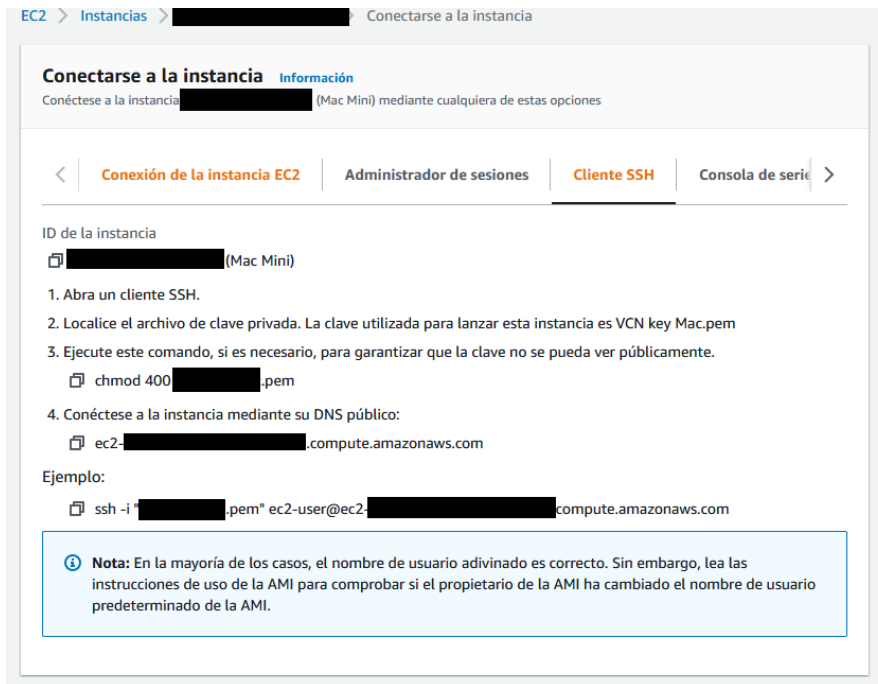 EC2 > Instancias > Conectarse a la instancia
Conectarse a la instancia Información
Conéctese a la instancia (Mac Mini) mediante cualquiera de estas opciones
Conexión de la instancia EC2 Administrador de sesiones Cliente SSH Consola de serie
ID de la instancia
(Mac Mini)
1. Abra un cliente SSH.
2. Localice el archivo de clave privada. La clave utilizada para lanzar esta instancia es VCN key Mac.pem
3. Ejecute este comando, si es necesario, para garantizar que la clave no se pueda ver públicamente.
chmod 400 .pem
4. Conéctese a la instancia mediante su DNS público:
ec2- .compute.amazonaws.com
Ejemplo:
ssh -i " .pem" ec2-user@ec2- compute.amazonaws.com
Nota: En la mayoría de los casos, el nombre de usuario adivinado es correcto. Sin embargo, lea las
instrucciones de uso de la AMI para comprobar si el propietario de la AMI ha cambiado el nombre de usuario
predeterminado de la AMI.